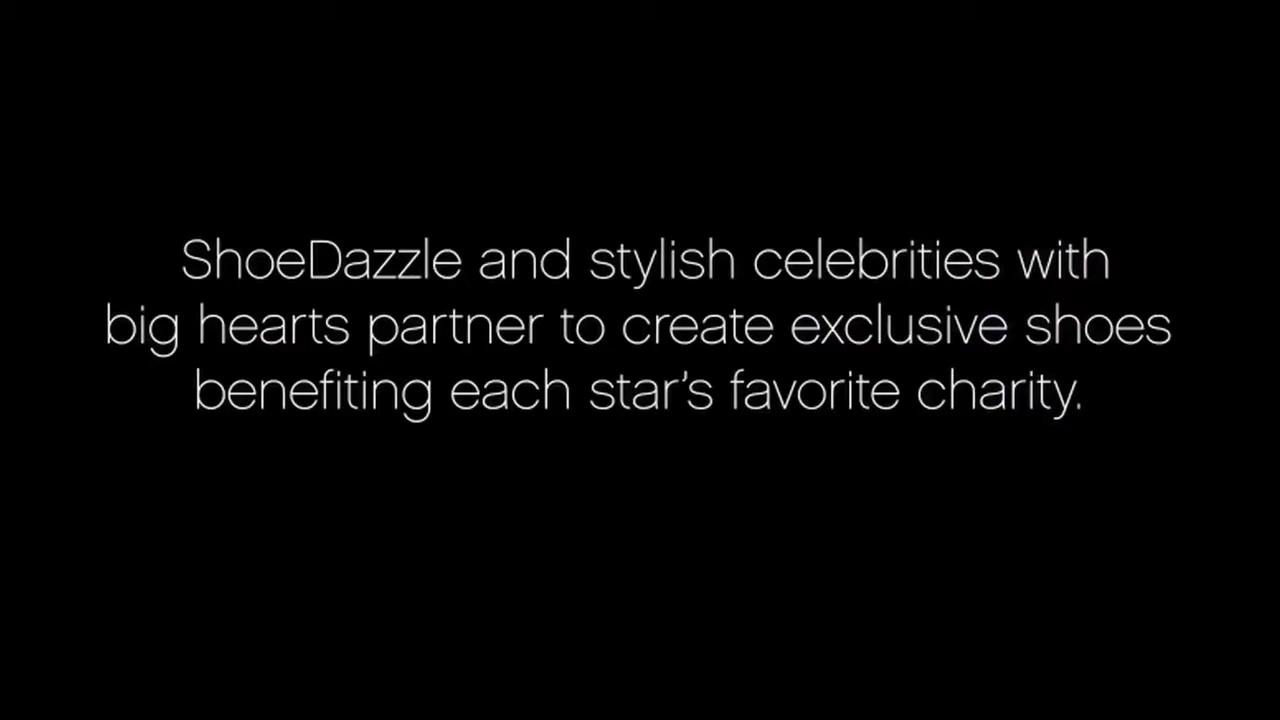 ShoeDazzle and stylish celebrities with
big hearts partner to create exclusive shoes
benefiting each star’s favorite charity.